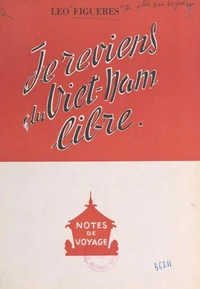 LEO FIGUERES
Je reviens
du Viet-Nam
libre.
NOTES
DE
VOYAGE